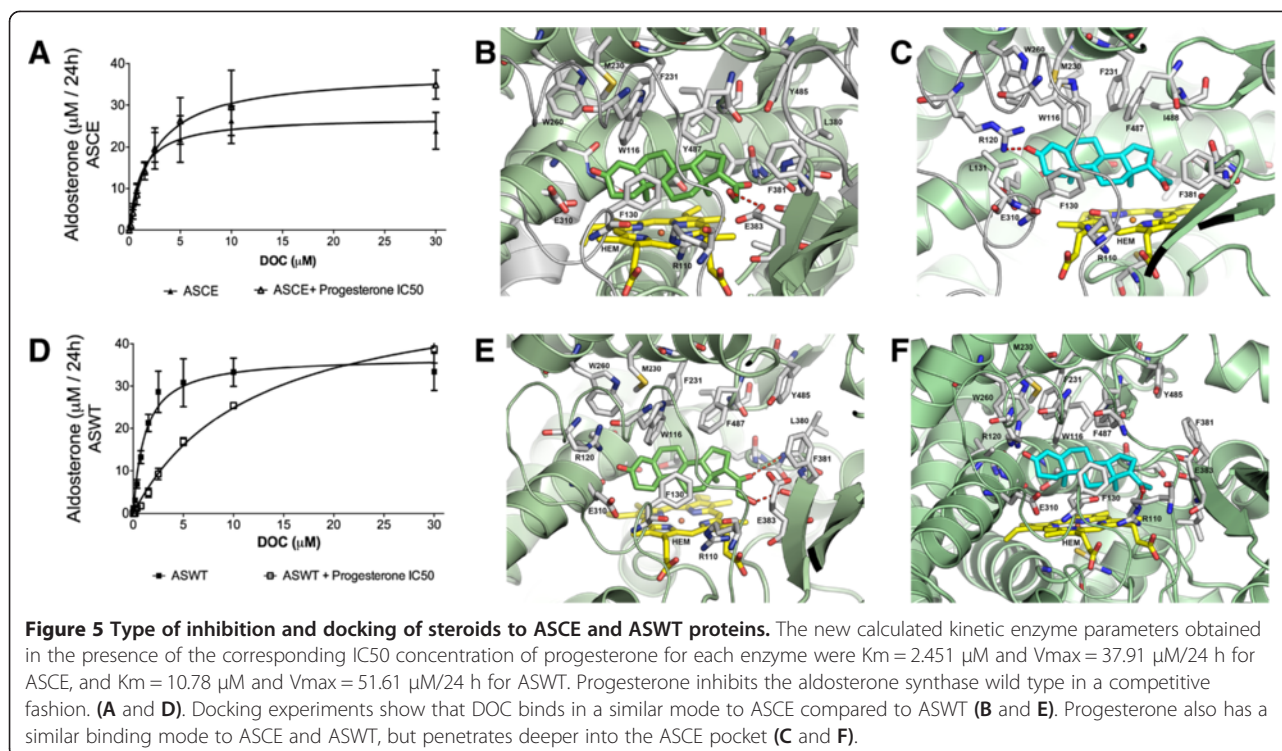 A
Aldosterone (μM / 24h)
ASCE
40
30
20
10
0
0
5
10
15
20
25
30
DOC (μM)
ASCE
ASCE+ Progesterone IC50
B
W260
M230
F231
Y485
L380
W116
Y487
F381
E310
F130
E383
HEM
R110
C
W260
M230
F231
W116
F487
I488
R120
L131
F381
E310
F130
HEM
R110
D
Aldosterone (μM / 24h)
ASWT
40
30
20
10
0
0
5
10
15
20
25
30
DOC (μM)
ASWT
ASWT + Progesterone IC50
E
M230
W260
F231
Y485
F487
L380
W116
R120
F381
F130
E310
E383
HEM
R110
F
M230
F231
W260
Y485
F487
R120
W116
F381
E383
F130
E310
R110
HEM
Figure 5 Type of inhibition and docking of steroids to ASCE and ASWT proteins. The new calculated kinetic enzyme parameters obtained
in the presence of the corresponding IC50 concentration of progesterone for each enzyme were Km = 2.451 μM and Vmax = 37.91 μM/24 h for
ASCE, and Km = 10.78 μM and Vmax = 51.61 μM/24 h for ASWT. Progesterone inhibits the aldosterone synthase wild type in a competitive
fashion. (A and D). Docking experiments show that DOC binds in a similar mode to ASCE compared to ASWT (B and E). Progesterone also has a
similar binding mode to ASCE and ASWT, but penetrates deeper into the ASCE pocket (C and F).